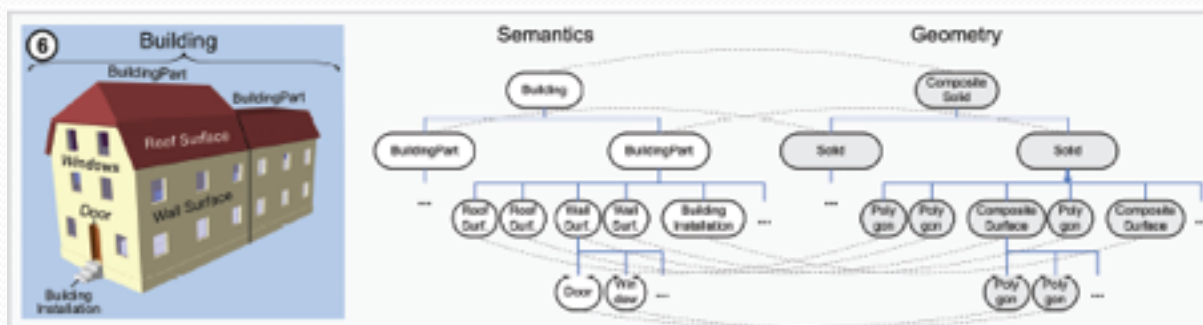 6
Building
BuildingPart
BuildingPart
Roof Surface
Windows
Wall Surface
Door
Building
Installation
Semantics
Geometry
Building
Composite
Solid
BuildingPart
BuildingPart
Solid
Solid
...
Roof
Surf.
Roof
Surf.
Wall
Surf.
Wall
Surf.
Building
Installation
...
...
Poly
gon
Poly
gon
Composite
Surface
Poly
gon
Composite
Surface
...
Door
Win
dow
...
Poly
gon
Poly
gon
...